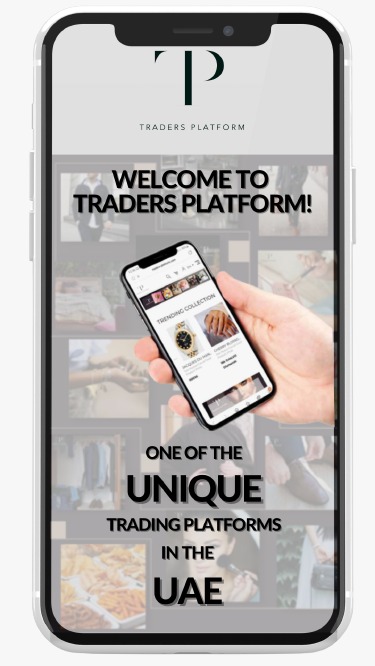 TP
TRADERS PLATFORM
WELCOME TO
TRADERS PLATFORM!
TRENDING COLLECTION
ONE OF THE
UNIQUE
TRADING PLATFORMS
IN THE
UAE